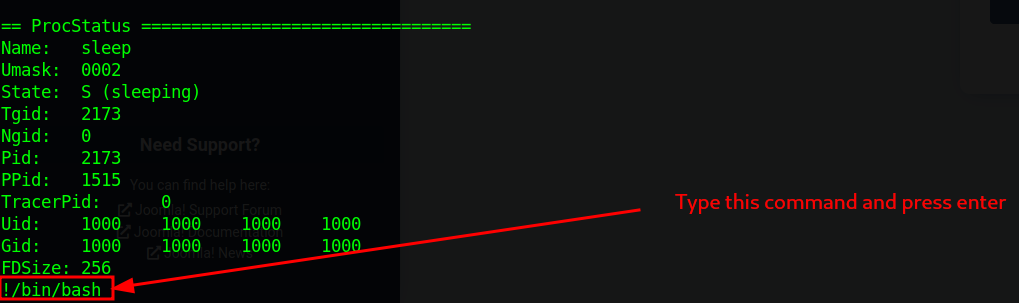 == ProcStatus =================================
Name:   sleep
Umask:  0002
State:  S (sleeping)
Tgid:   2173
Ngid:   0
Need Support?
Pid:    2173
You can find help here:
PPid:   1515
TracerPid:      0
Joomla! Support Forum
Type this command and press enter
Uid:    1000    1000    1000    1000
Joomla! Documentation
Gid:    1000    1000    1000    1000
Joomla! News
FDSize: 256
!/bin/bash